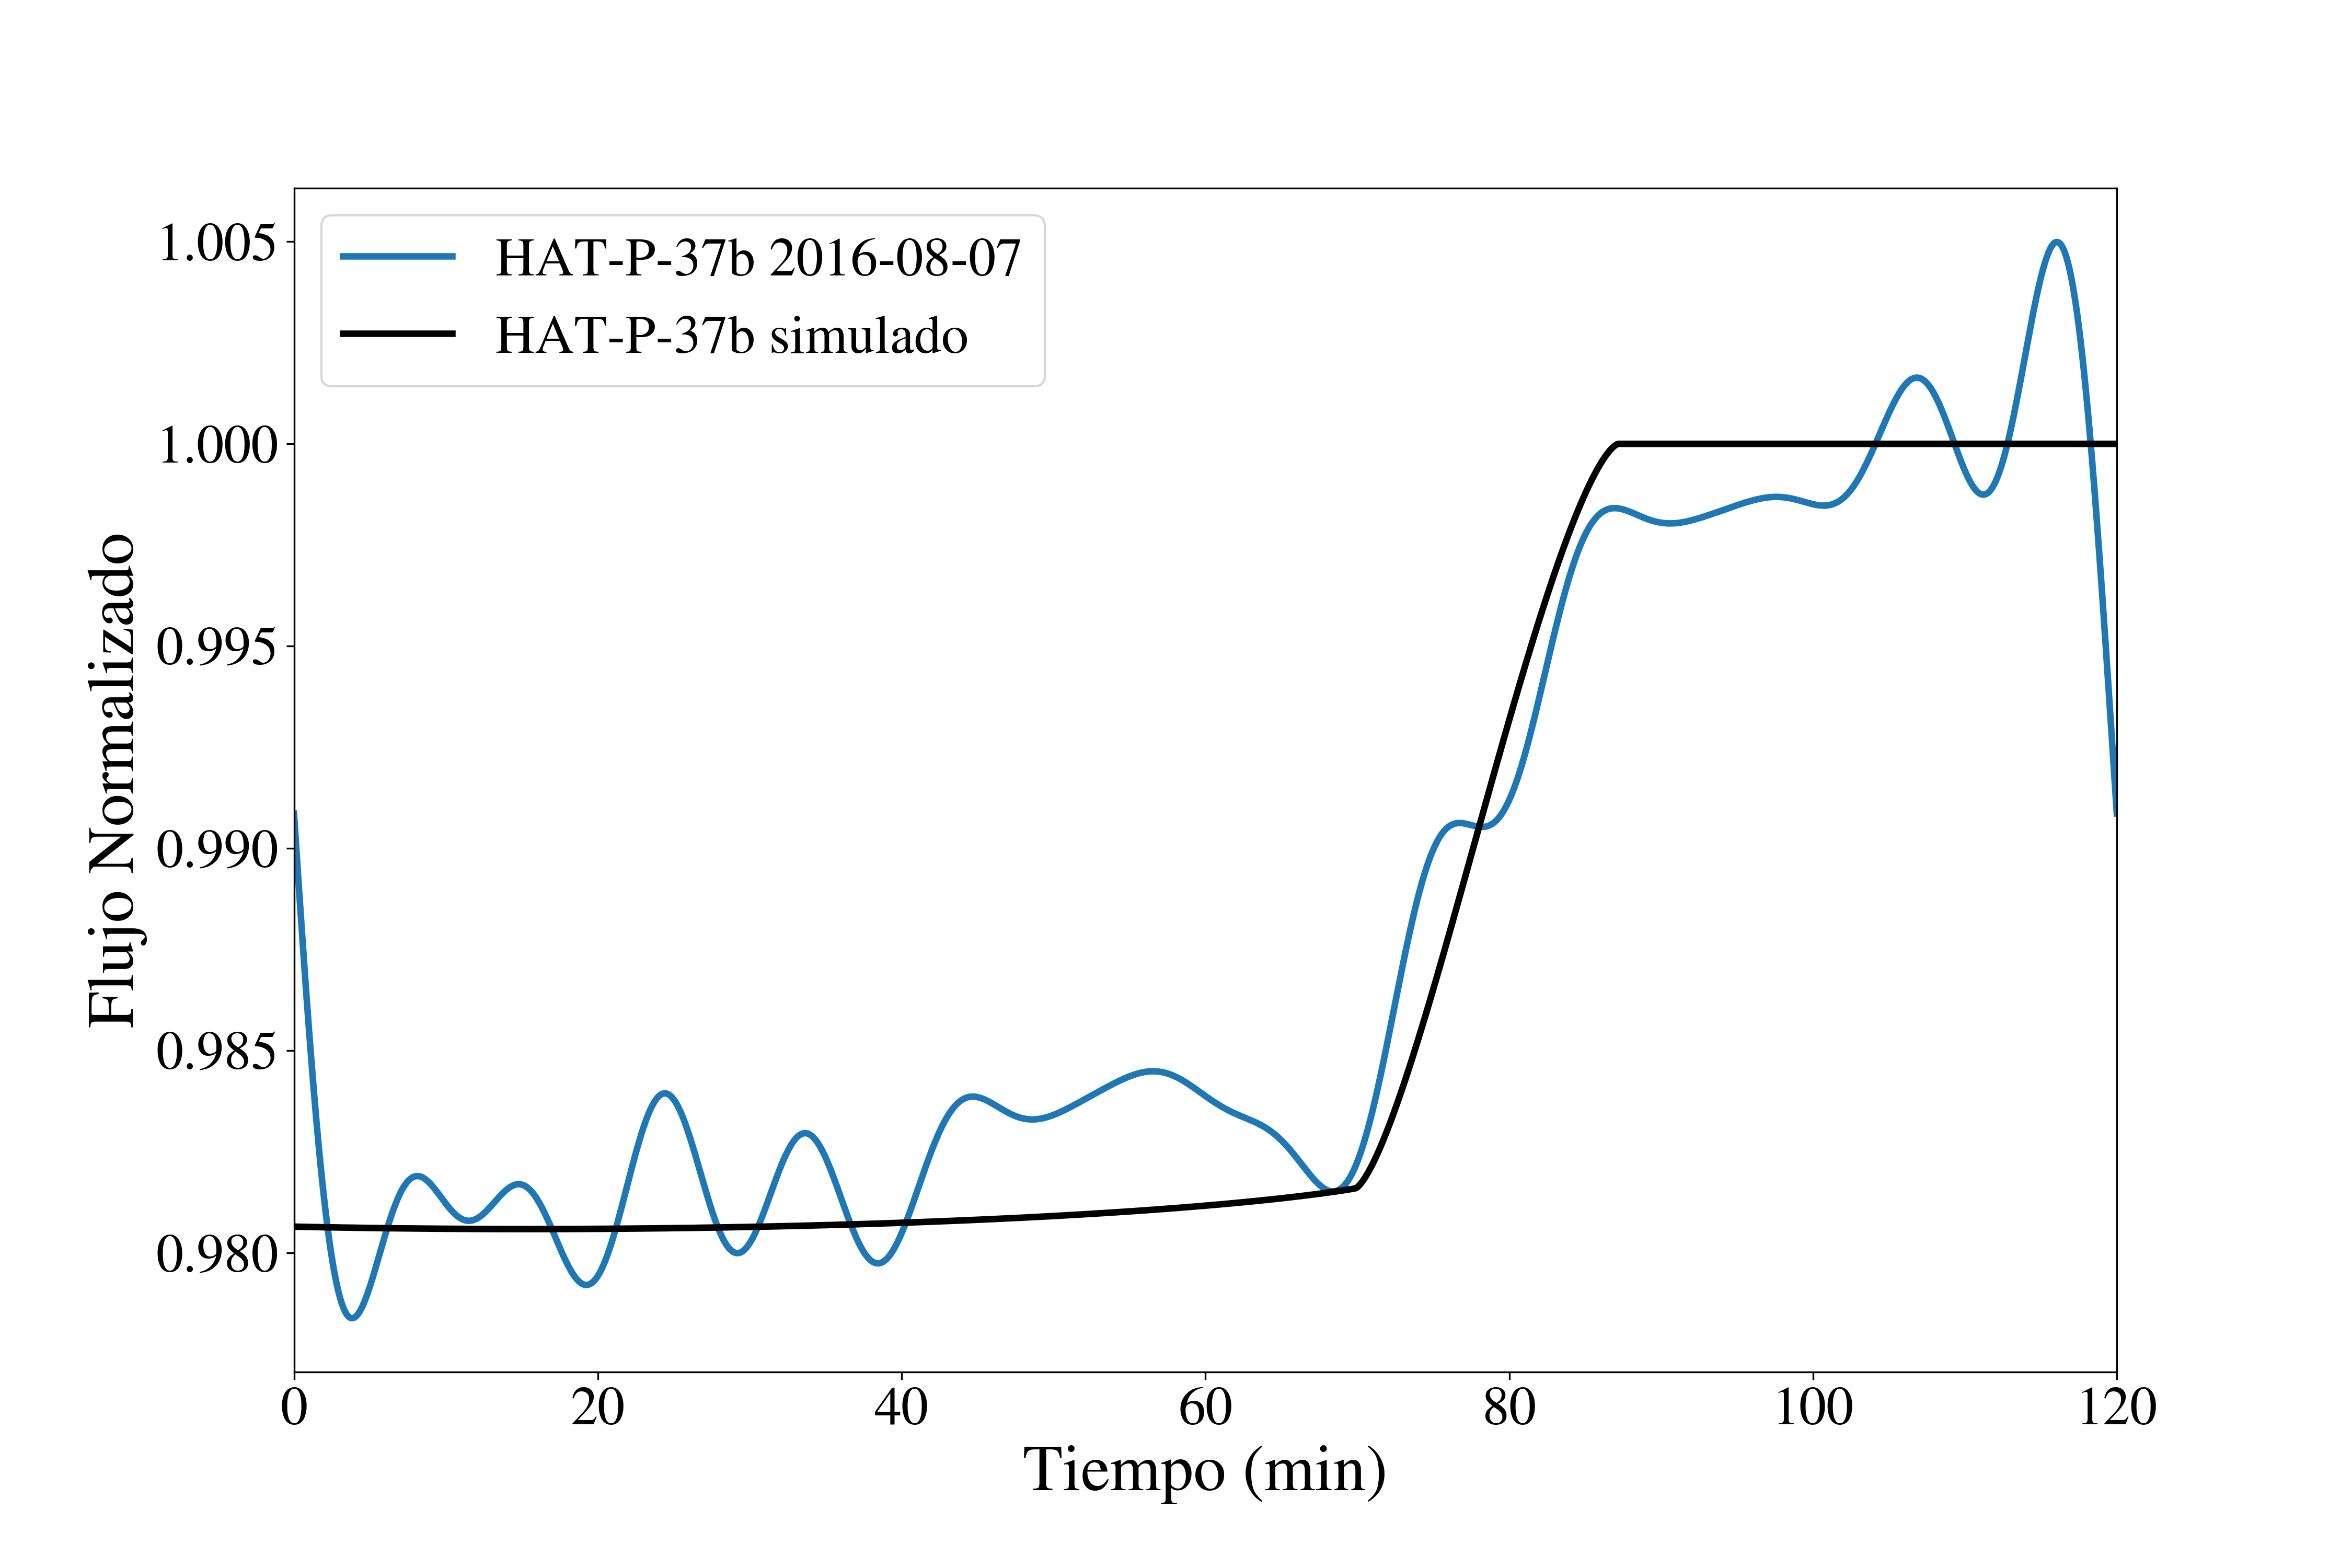 HAT-P-37b 2016-08-07
HAT-P-37b simulado
Flujo Normalizado
1.005
1.000
0.995
0.990
0.985
0.980
0 20 40 60 80 100 120
Tiempo (min)